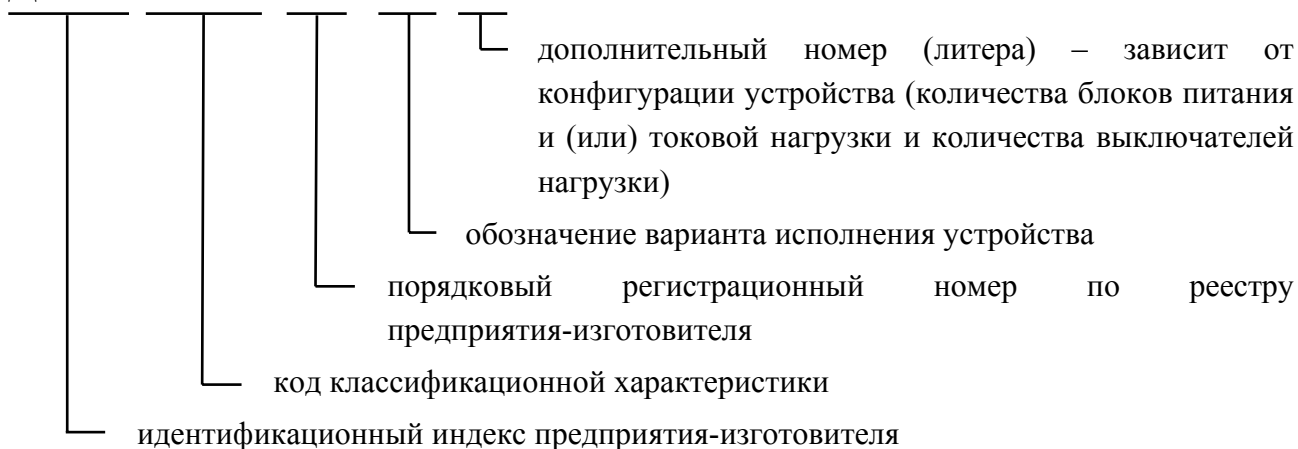 дополнительный номер (литера) – зависит от
конфигурации устройства (количества блоков питания
и (или) токовой нагрузки и количества выключателей
нагрузки)
обозначение варианта исполнения устройства
порядковый регистрационный номер по реестру
предприятия-изготовителя
код классификационной характеристики
идентификационный индекс предприятия-изготовителя